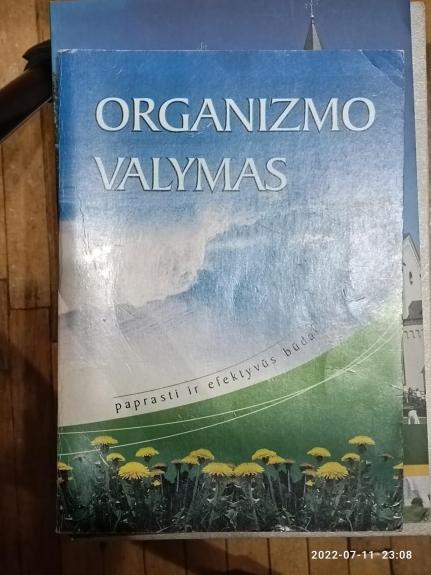 ORGANIZMO
VALYMAS
paprasti ir efektyvūs būdai
2022-07-11 23:08